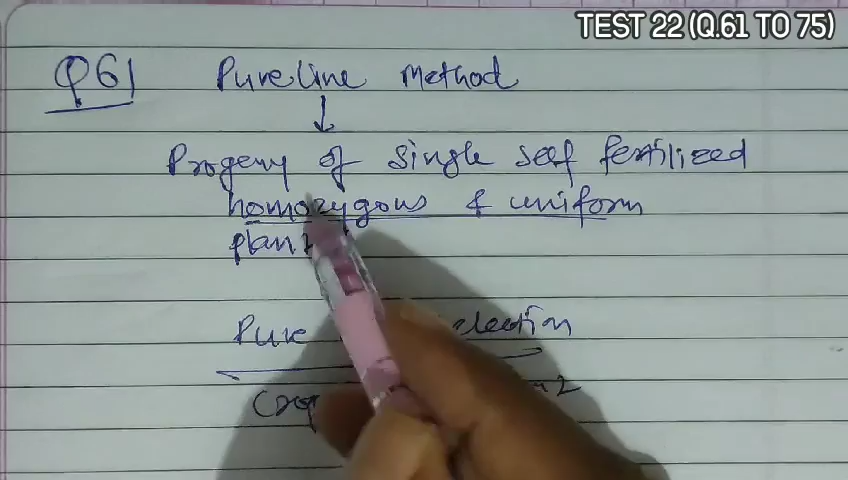 TEST 22 (Q.61 TO 75)
Q61 Pureline Method
↓
Progeny of single self fertilized
homozygous & uniform
plant
Pure